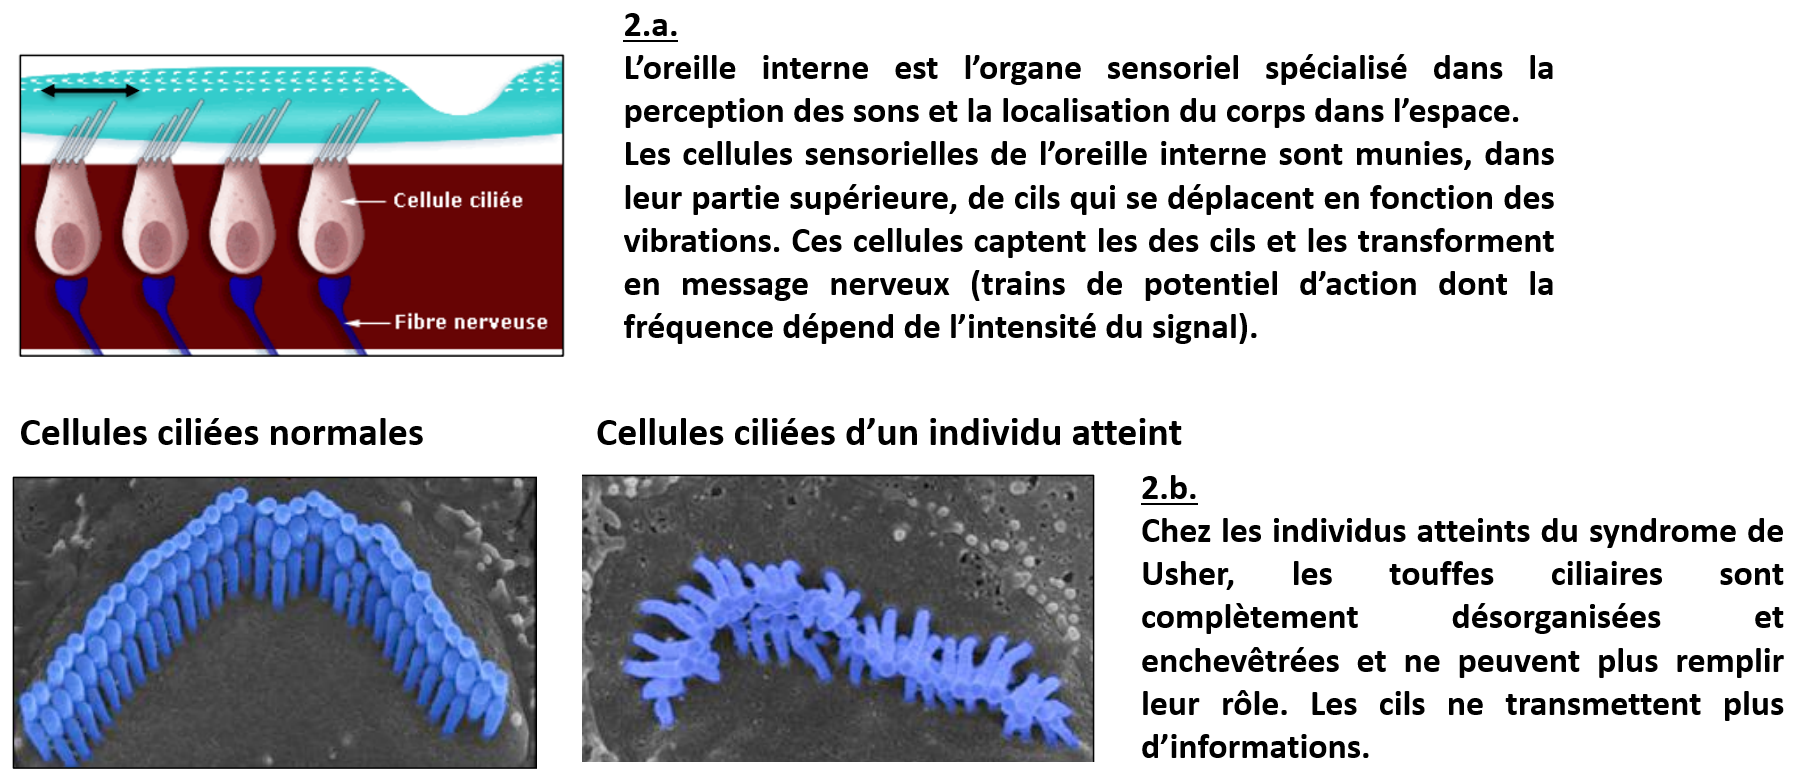 2.a.
L’oreille interne est l’organe sensoriel spécialisé dans la
perception des sons et la localisation du corps dans l’espace.
Les cellules sensorielles de l’oreille interne sont munies, dans
leur partie supérieure, de cils qui se déplacent en fonction des
vibrations. Ces cellules captent les des cils et les transforment
en message nerveux (trains de potentiel d’action dont la
fréquence dépend de l’intensité du signal).
Cellule ciliée
Fibre nerveuse
Cellules ciliées normales
Cellules ciliées d’un individu atteint
2.b.
Chez les individus atteints du syndrome de
Usher, les touffes ciliaires sont
complètement désorganisées et
enchevêtrées et ne peuvent plus remplir
leur rôle. Les cils ne transmettent plus
d’informations.